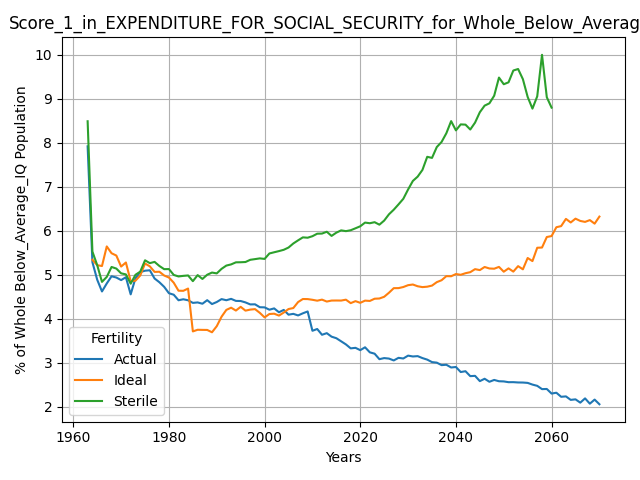 Score_1_in_EXPENDITURE_FOR_SOCIAL_SECURITY_for_Whole_Below_Averag
% of Whole Below_Average_IQ Population
10
9
8
7
6
5
4
3
2
Fertility
Actual
Ideal
Sterile
1960 1980 2000 2020 2040 2060
Years